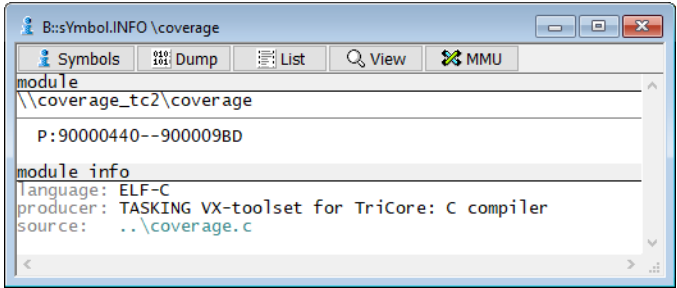 B::sYmbol.INFO \coverage
Symbols Dump List View MMU
module
\\coverage_tc2\coverage
P:90000440--900009BD
module info
language: ELF-C
producer: TASKING VX-toolset for TriCore: C compiler
source: ..\coverage.c